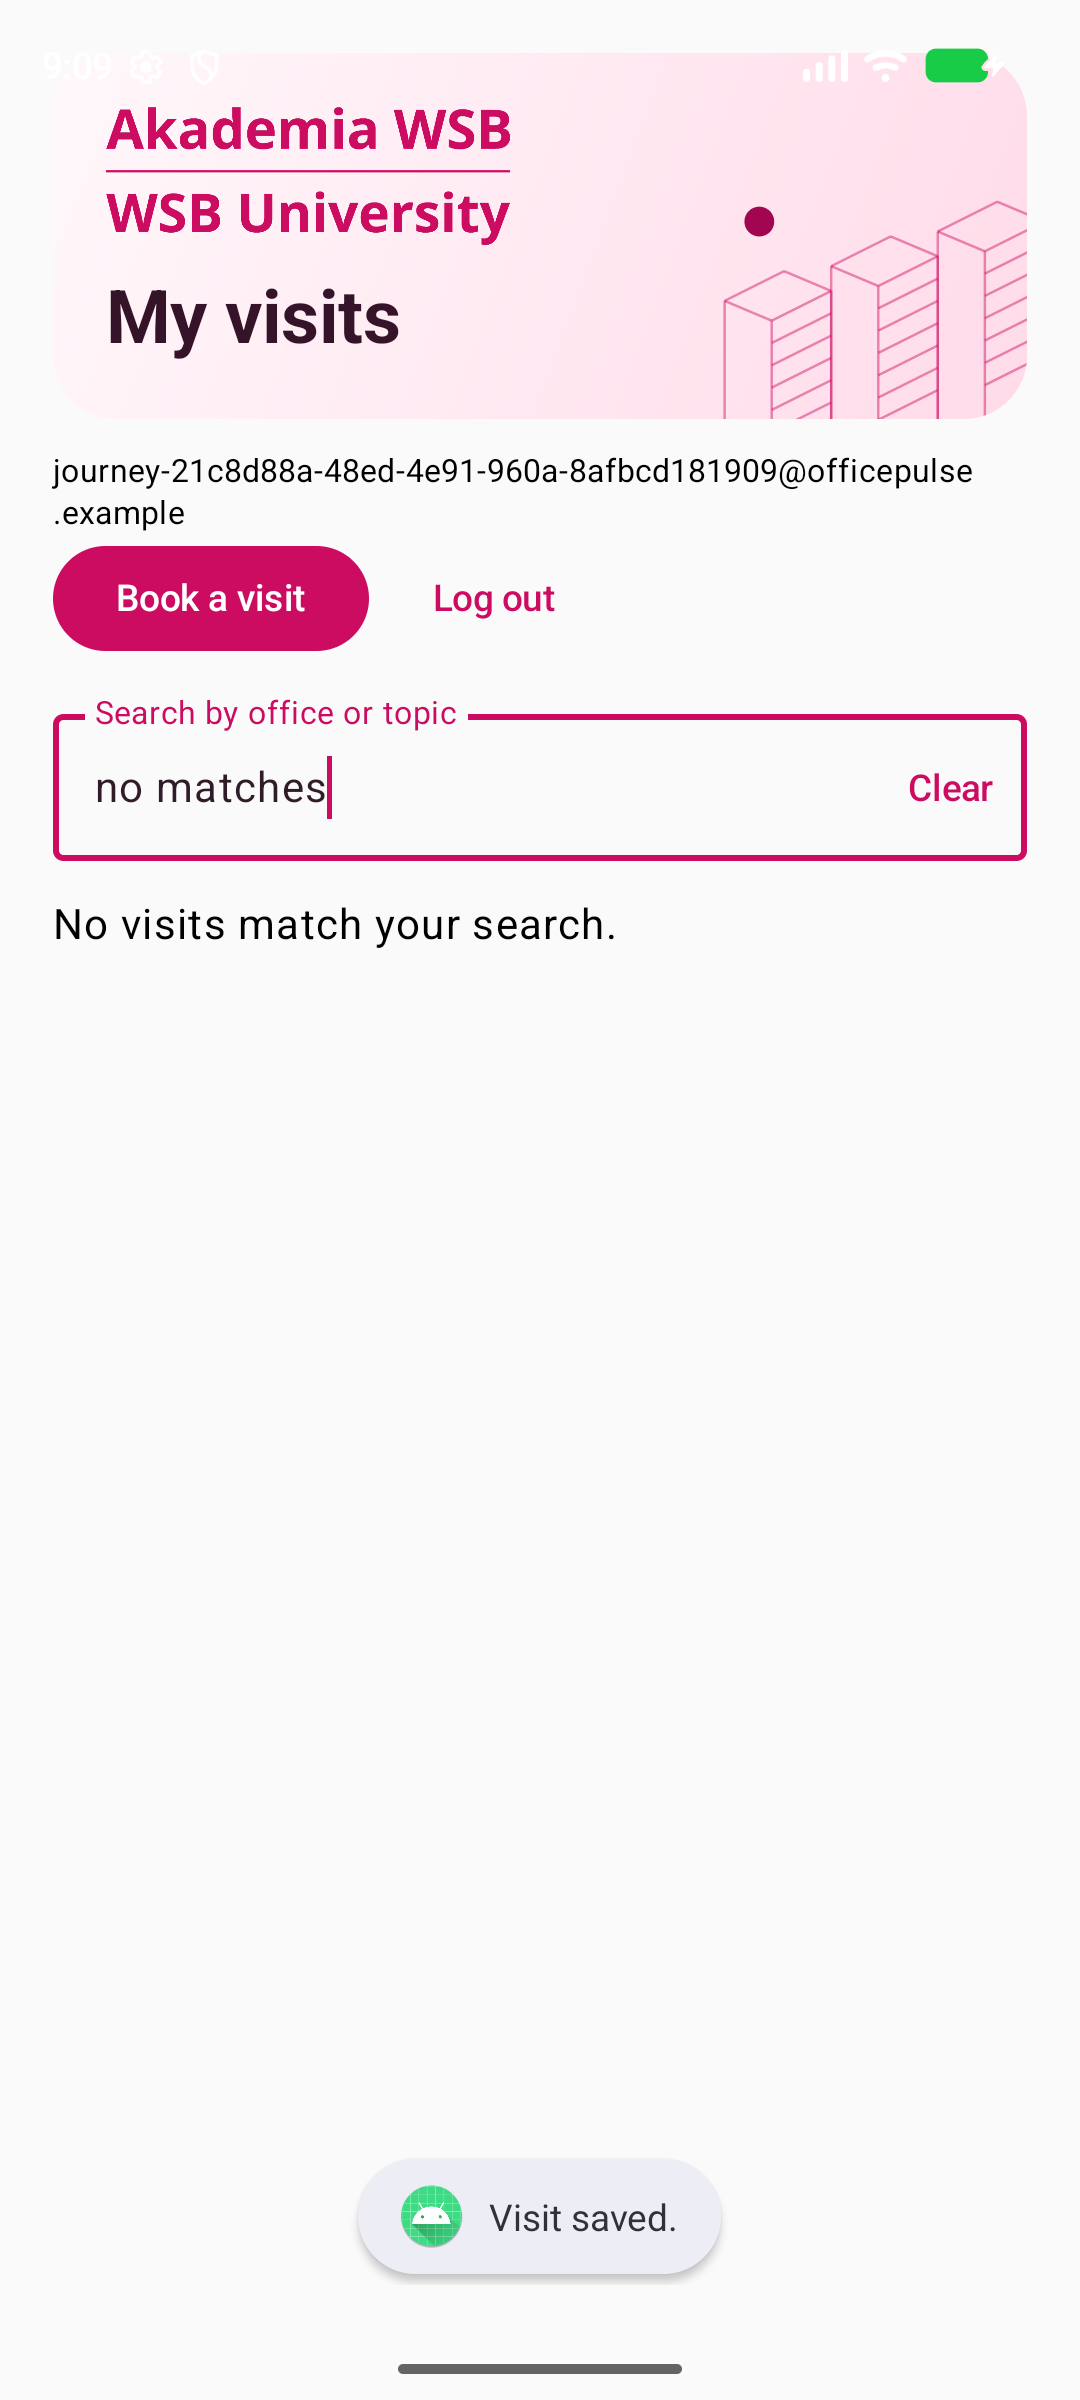 9:09
Akademia WSB
WSB University
My visits
journey-21c8d88a-48ed-4e91-960a-8afbcd181909@officepulse
.example
Book a visit
Log out
Search by office or topic
no matches
Clear
No visits match your search.
Visit saved.